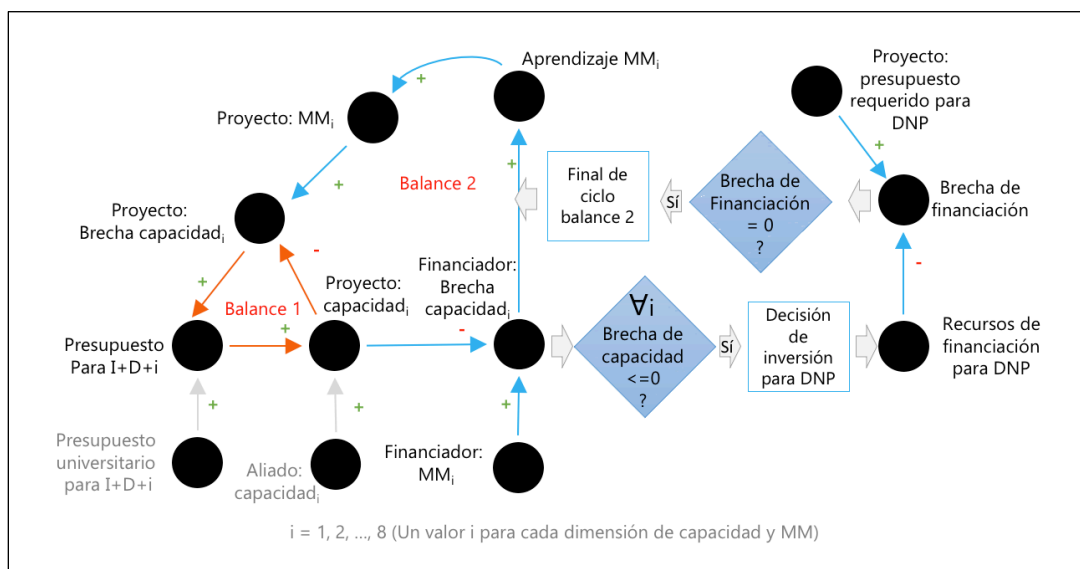 Aprendizaje MMi
Proyecto:
presupuesto
requerido para
DNP
+
+
Proyecto: MMi
+
+
+
Balance 2
Final de
ciclo
balance 2
Sí
Brecha de
Financiación
= 0
?
Brecha de
financiación
Proyecto:
Brecha capacidadi
-
+
Balance 1
+
Proyecto:
capacidadi
Financiador:
Brecha
capacidadi
-
-
∀i
Brecha de
capacidad
<=0
?
Sí
Decisión
de
inversión
para DNP
Recursos de
financiación
para DNP
Presupuesto
Para I+D+i
+
+
+
Presupuesto
universitario
para I+D+i
Aliado:
capacidadi
Financiador:
MMi
i = 1, 2, …, 8 (Un valor i para cada dimensión de capacidad y MM)